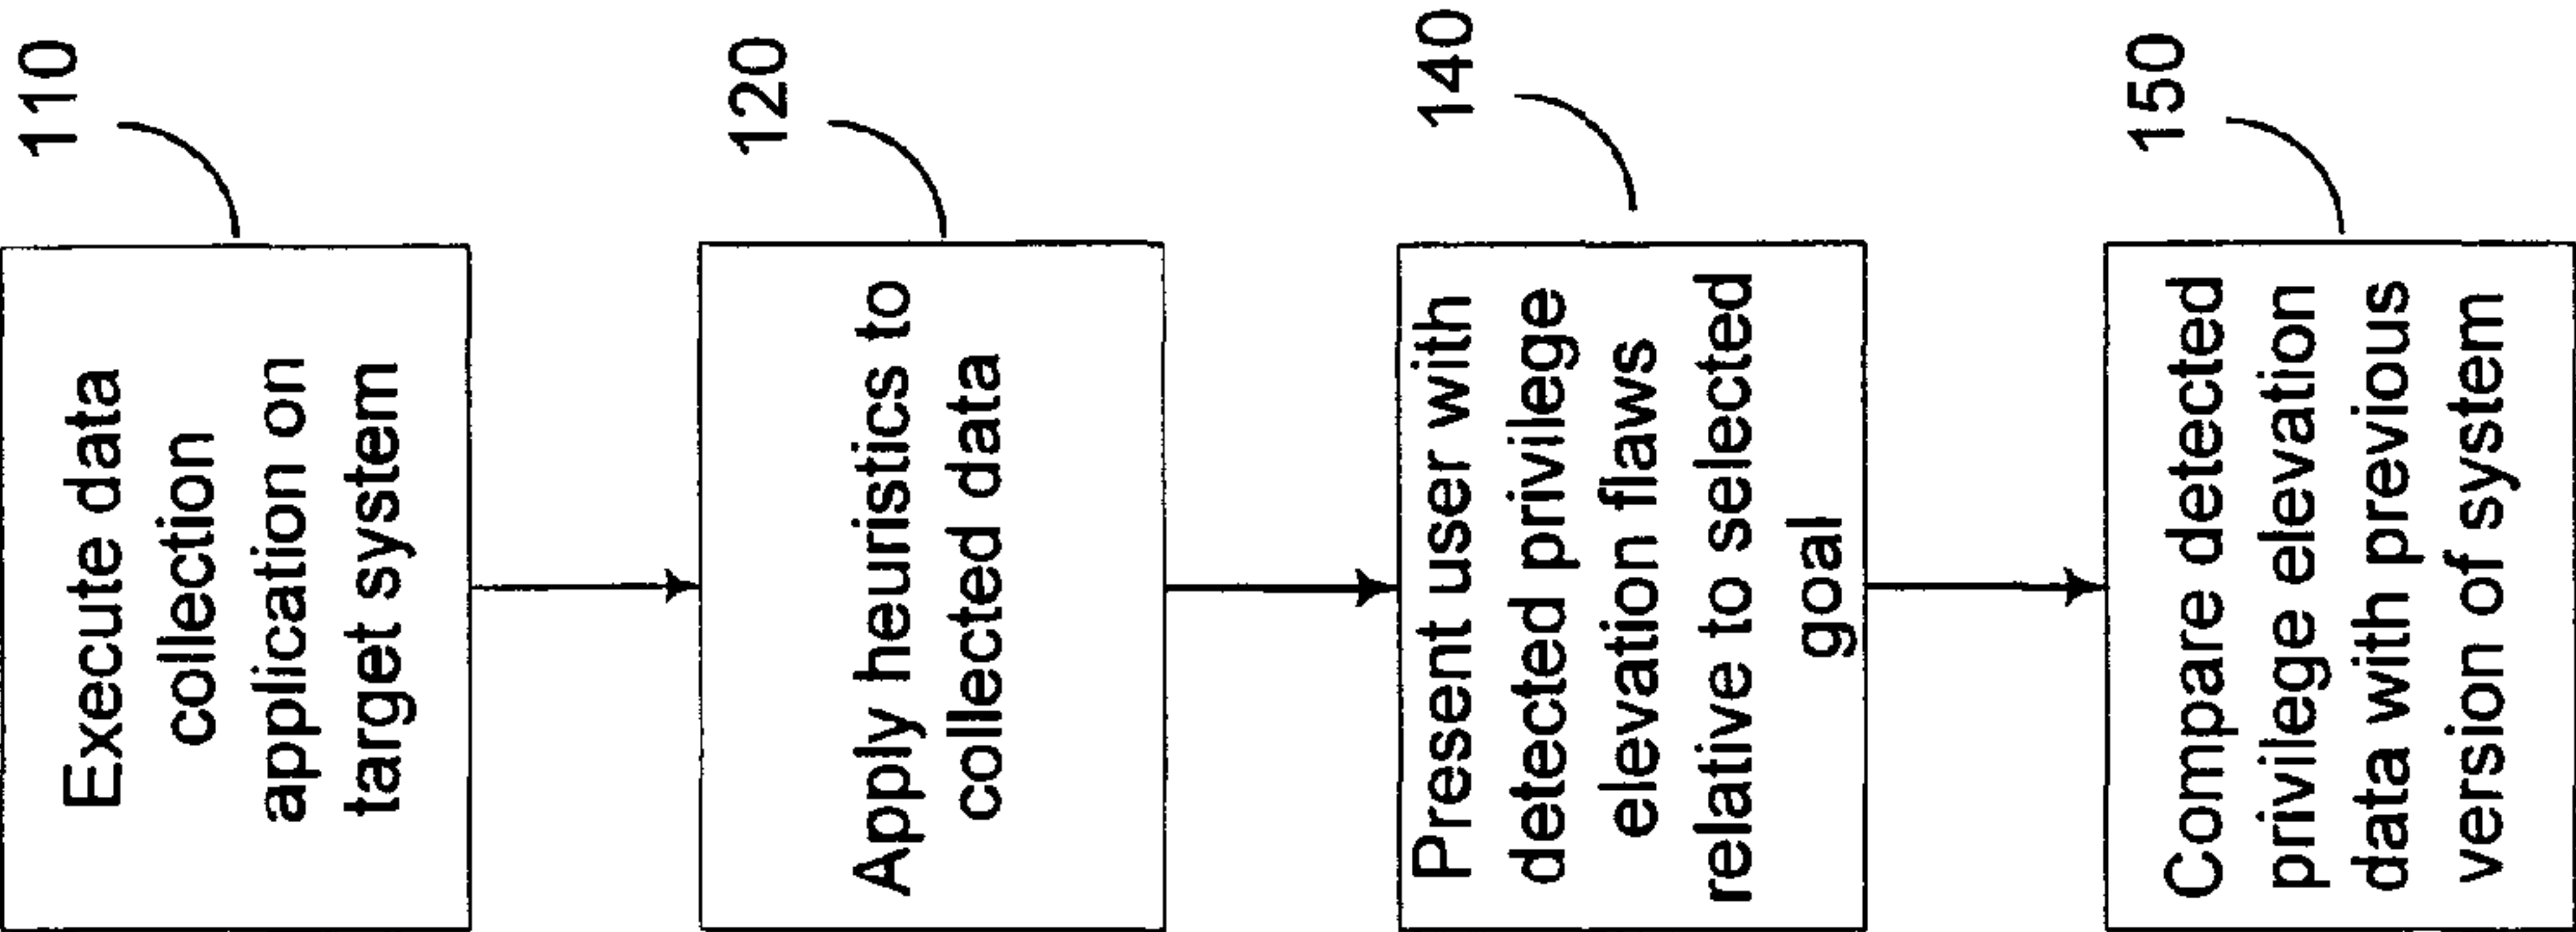 110
Execute data
collection
application on
target system
120
Apply heuristics to
collected data
140
Present user with
detected privilege
elevation flaws
relative to selected
goal
150
Compare detected
privilege elevation
data with previous
version of system